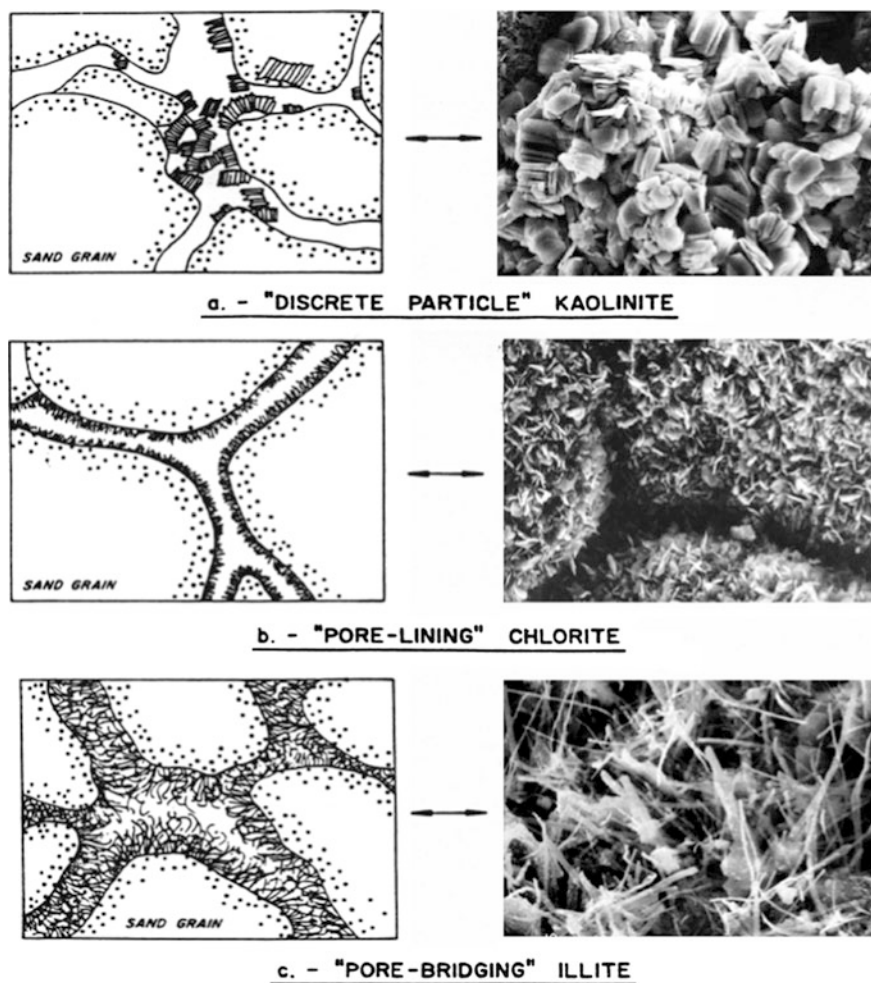 SAND GRAIN
a. - "DISCRETE PARTICLE" KAOLINITE
SAND GRAIN
b. - "PORE-LINING" CHLORITE
SAND GRAIN
c. - "PORE-BRIDGING" ILLITE